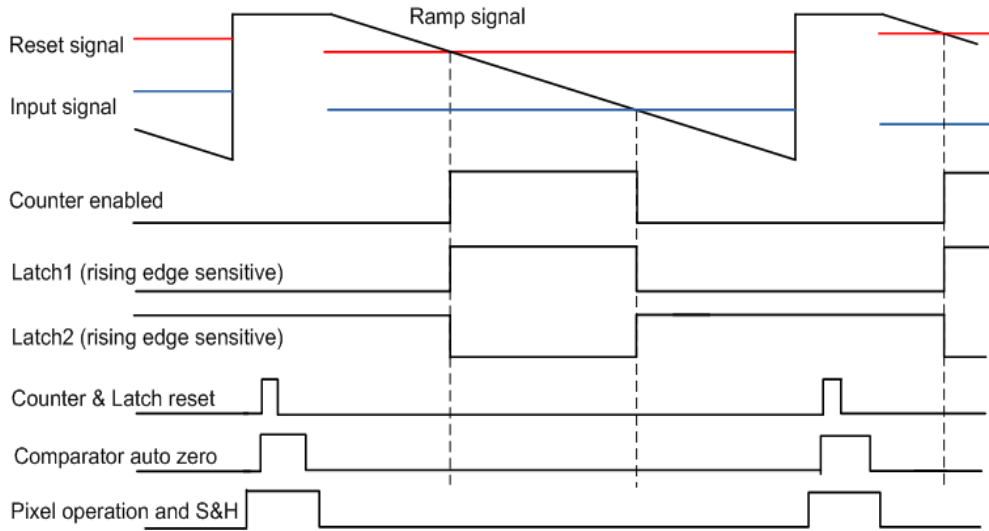 Ramp signal
Reset signal
Input signal
Counter enabled
Latch1 (rising edge sensitive)
Latch2 (rising edge sensitive)
Counter & Latch reset
Comparator auto zero
Pixel operation and S&H